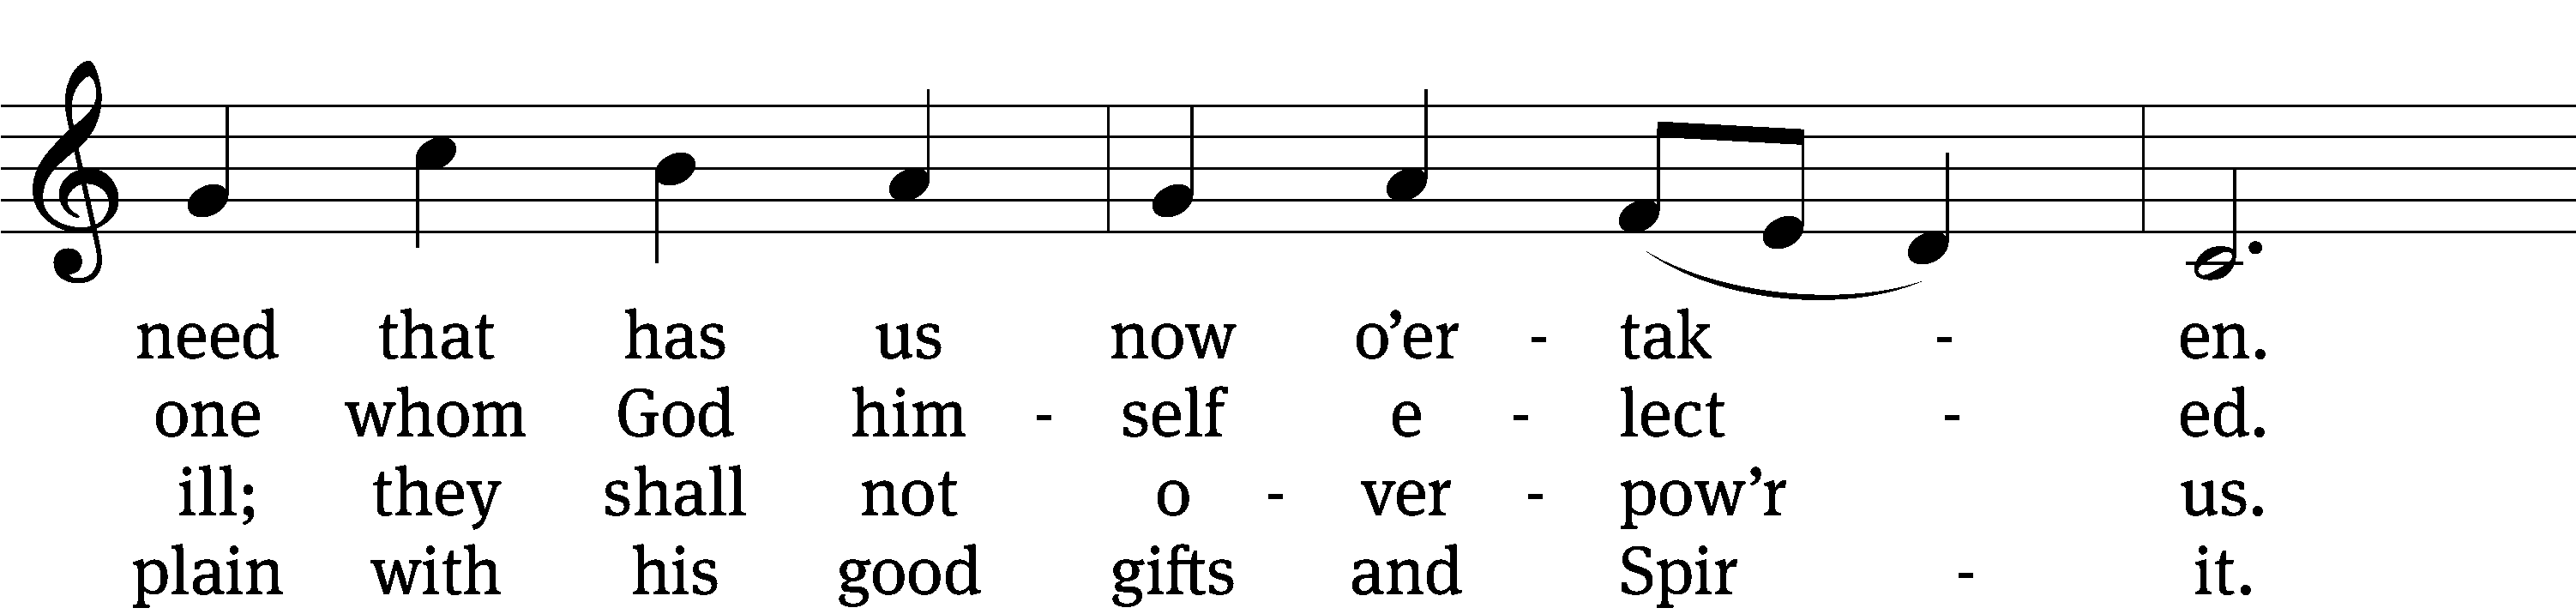 need that has us now o’er - tak - en.
one whom God him - self e - lect - ed.
ill; they shall not o - ver - pow’r us.
plain with his good gifts and Spir - it.